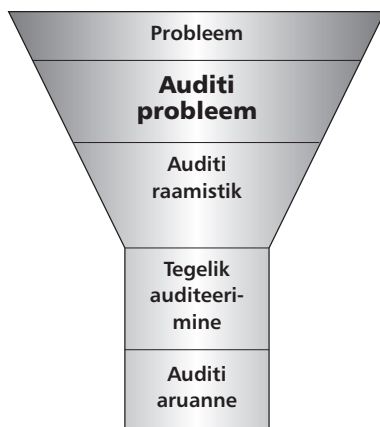 Probleem
Auditi
probleem
Auditi
raamistik
Tegelik
auditeeri-
mine
Auditi
aruanne